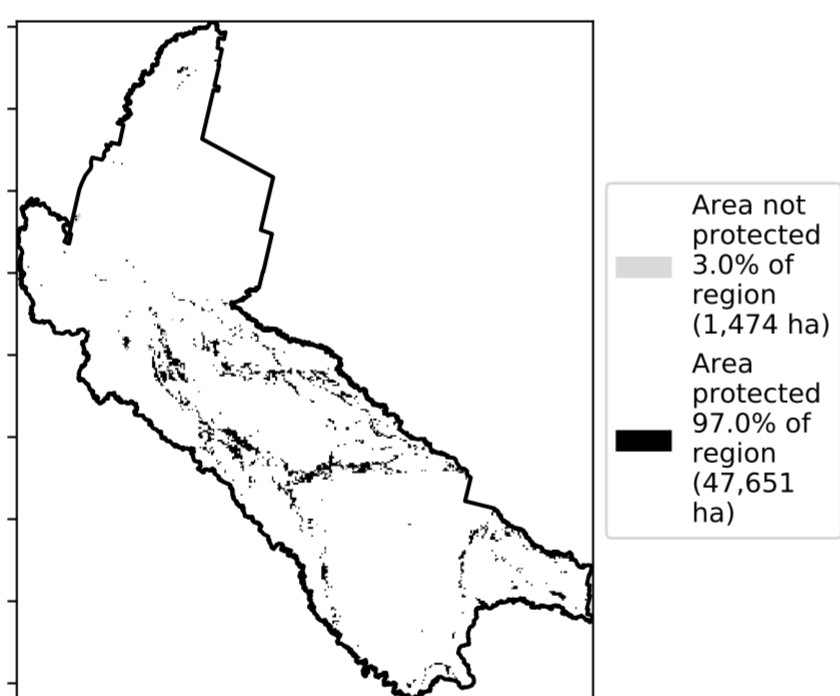 Area not
protected
3.0% of
region
(1,474 ha)
Area
protected
97.0% of
region
(47,651
ha)